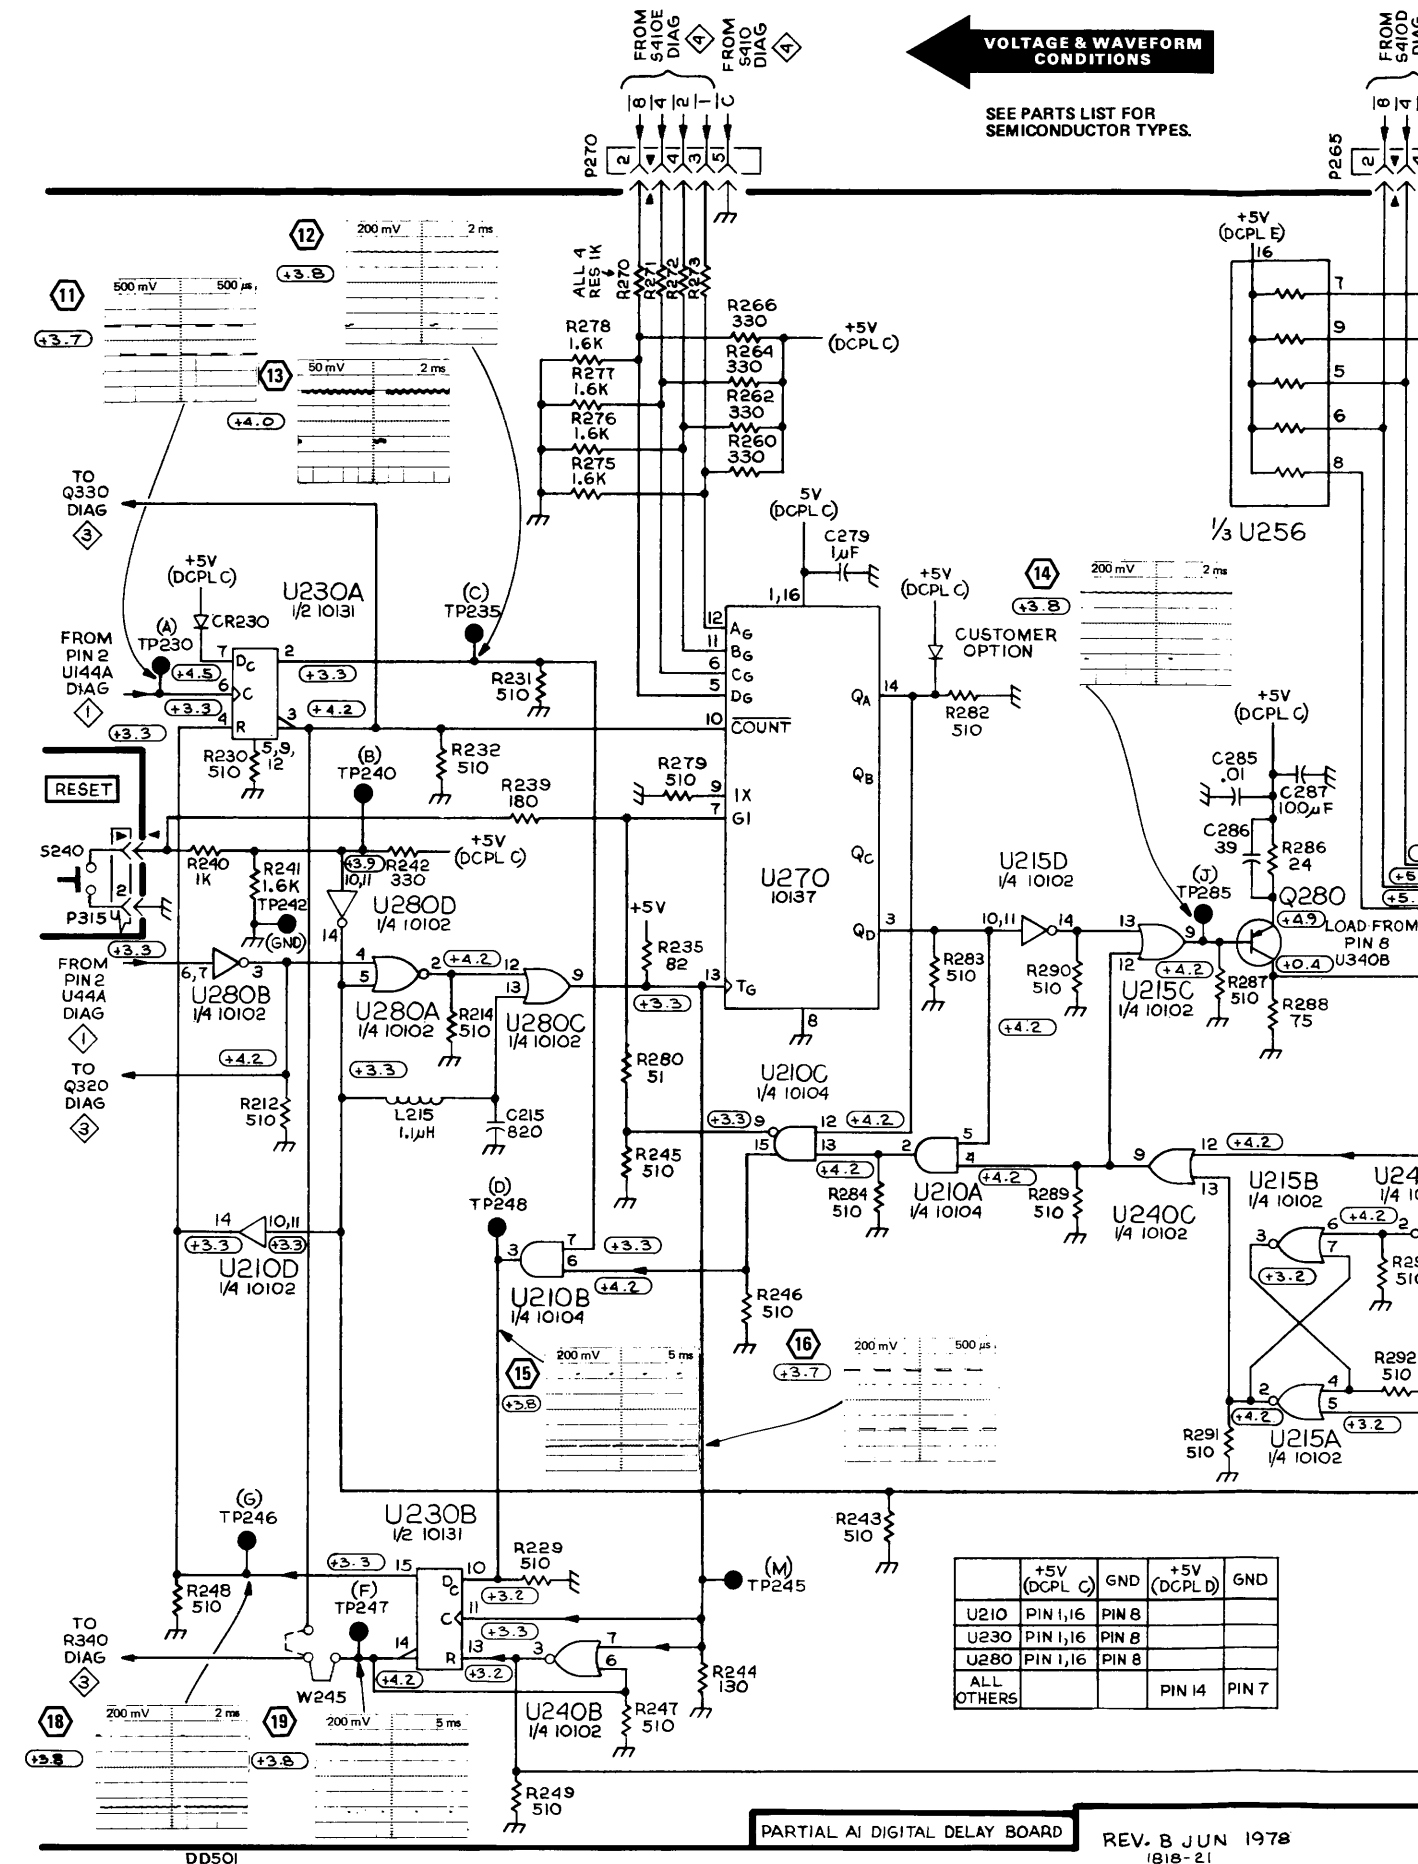 FROM
S410E
DIAG
4
FROM
S410
DIAG
4
VOLTAGE & WAVEFORM
CONDITIONS
SEE PARTS LIST FOR
SEMICONDUCTOR TYPES.
FROM
S410D
8 4 2 1 C
P270
2 4 3 5
8 4
P265
2
12
200 mV 2 ms
+3.8
11
500 mV 500 µs
+3.7
13
50 mV 2 ms
+4.0
ALL 4
RES 1K
R270
R271
R272
R273
R278
1.6K
R277
1.6K
R276
1.6K
R275
1.6K
R266
330
R264
330
R262
330
R260
330
+5V
(DCPL C)
+5V
(DCPL E)
16
7
9
5
6
8
1/3 U256
TO
Q330
DIAG
3
+5V
(DCPL C)
CR230
U230A
1/2 10131
(C)
TP235
(A)
TP230
FROM
PIN 2
U144A
DIAG
1
7 DC 2
+4.5 +3.3
6 C
+3.3 3 +4.2
4 R
+3.3
R230
510
5,9,
12
R231
510
R232
510
5V
(DCPL C)
C279
1µF
1,16
12 AG
11 BG
6 CG
5 DG
10 COUNT
9 1X
7 G1
13 TG
QA 14
QB
QC
QD 3
8
U270
10137
+5V
(DCPL C)
CUSTOMER
OPTION
R282
510
14
200 mV 2 ms
+3.8
RESET
S240
P315
2
(B)
TP240
R239
180
R279
510
+5V
(DCPL C)
R240
1K
R241
1.6K
+3.9
R242
330
10,11
TP242
(GND)
U280D
1/4 10102
14
+3.3
FROM
PIN 2
U44A
DIAG
1
6,7 3
U280B
1/4 10102
4
5
2 +4.2
U280A
1/4 10102
R214
510
12
13
9
U280C
1/4 10102
+5V
R235
82
+3.3
TO
Q320
DIAG
3
+4.2
R212
510
+3.3
L215
1.1µH
C215
820
R280
51
R245
510
R283
510
U215D
1/4 10102
10,11 14
R290
510
+4.2
13
12
9
+4.2
U215C
1/4 10102
(J)
TP285
+5V
(DCPL C)
C285
.01
C287
100µF
C286
39
R286
24
Q280
+4.9
+0.4
R287
510
R288
75
LOAD FROM
PIN 8
U340B
U210C
1/4 10104
+3.3 9
15
12 +4.2
13
+4.2
2
5
4
+4.2
R284
510
U210A
1/4 10104
R289
510
9
U240C
1/4 10102
12 +4.2
13
U215B
1/4 10102
3
6
7
+4.2
+3.2
2
R292
510
4
5
2
+4.2 +3.2
U215A
1/4 10102
R291
510
14 10,11
+3.3 +3.3
U210D
1/4 10102
(D)
TP248
3
7
6
+3.3
+4.2
U210B
1/4 10104
R246
510
15
200 mV 5 ms
+3.8
16
200 mV 500 µs
+3.7
(G)
TP246
U230B
1/2 10131
R243
510
+3.3 15
10 DC
+3.2
R229
510
11 C
+3.3
14
+4.2
13 R
+3.2
3
7
6
U240B
1/4 10102
R247
510
R244
130
(M)
TP245
R248
510
(F)
TP247
TO
R340
DIAG
3
W245
18
200 mV 2 ms
+3.8
19
200 mV 5 ms
+3.8
R249
510
+5V
(DCPL C) GND +5V
(DCPL D) GND
U210 PIN 1,16 PIN 8
U230 PIN 1,16 PIN 8
U280 PIN 1,16 PIN 8
ALL
OTHERS PIN 14 PIN 7
PARTIAL A1 DIGITAL DELAY BOARD
REV. B JUN 1978
1818-21
DD501